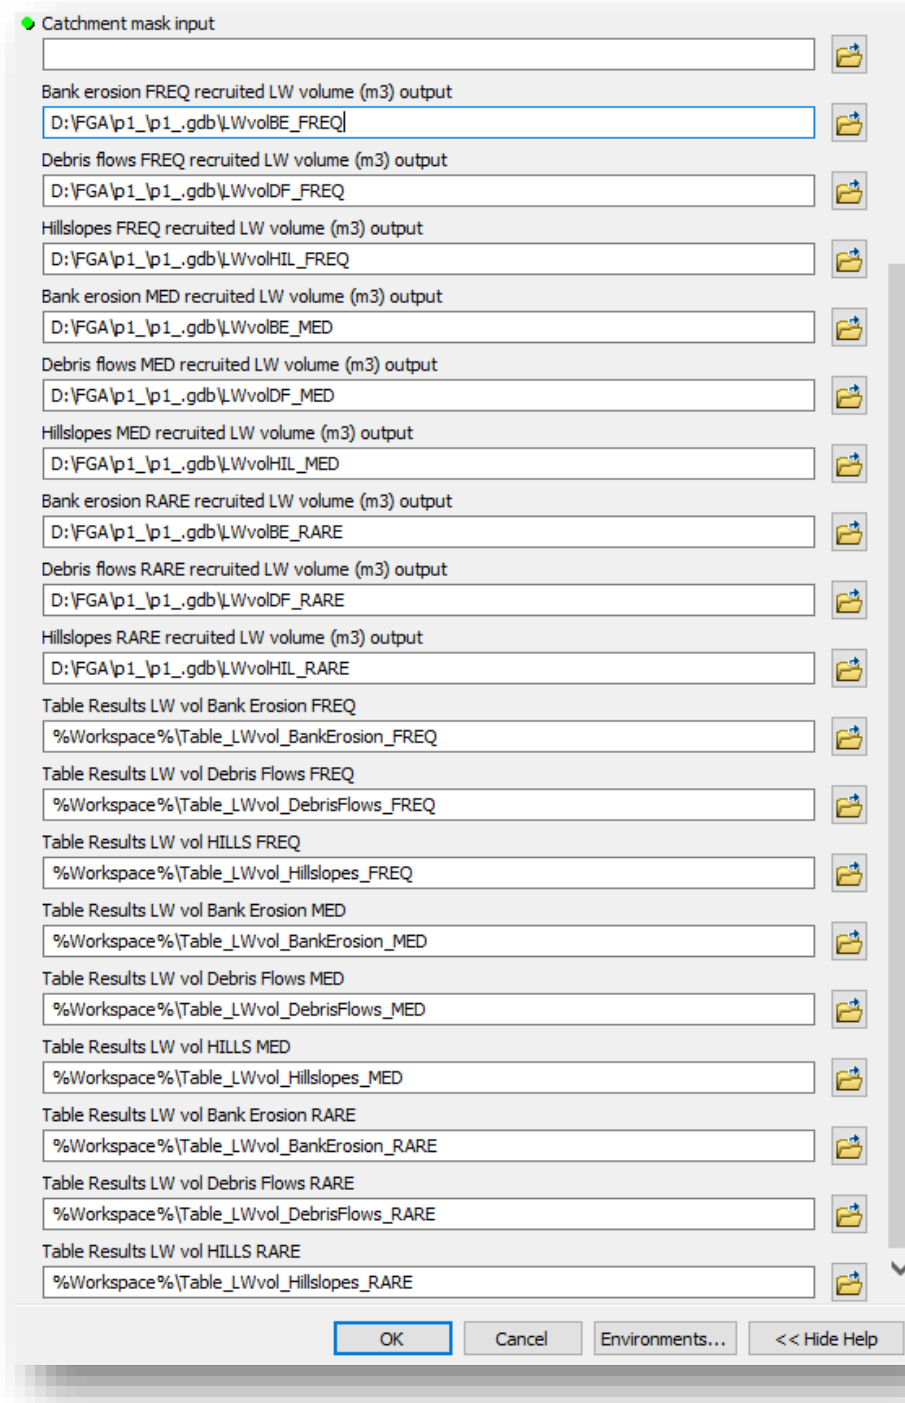 Catchment mask input
Bank erosion FREQ recruited LW volume (m3) output
D:\FGA\p1_\p1_.gdb\LWvolBE_FREQ
Debris flows FREQ recruited LW volume (m3) output
D:\FGA\p1_\p1_.gdb\LWvolDF_FREQ
Hillslopes FREQ recruited LW volume (m3) output
D:\FGA\p1_\p1_.gdb\LWvolHIL_FREQ
Bank erosion MED recruited LW volume (m3) output
D:\FGA\p1_\p1_.gdb\LWvolBE_MED
Debris flows MED recruited LW volume (m3) output
D:\FGA\p1_\p1_.gdb\LWvolDF_MED
Hillslopes MED recruited LW volume (m3) output
D:\FGA\p1_\p1_.gdb\LWvolHIL_MED
Bank erosion RARE recruited LW volume (m3) output
D:\FGA\p1_\p1_.gdb\LWvolBE_RARE
Debris flows RARE recruited LW volume (m3) output
D:\FGA\p1_\p1_.gdb\LWvolDF_RARE
Hillslopes RARE recruited LW volume (m3) output
D:\FGA\p1_\p1_.gdb\LWvolHIL_RARE
Table Results LW vol Bank Erosion FREQ
%Workspace%\Table_LWvol_BankErosion_FREQ
Table Results LW vol Debris Flows FREQ
%Workspace%\Table_LWvol_DebrisFlows_FREQ
Table Results LW vol HILLS FREQ
%Workspace%\Table_LWvol_Hillslopes_FREQ
Table Results LW vol Bank Erosion MED
%Workspace%\Table_LWvol_BankErosion_MED
Table Results LW vol Debris Flows MED
%Workspace%\Table_LWvol_DebrisFlows_MED
Table Results LW vol HILLS MED
%Workspace%\Table_LWvol_Hillslopes_MED
Table Results LW vol Bank Erosion RARE
%Workspace%\Table_LWvol_BankErosion_RARE
Table Results LW vol Debris Flows RARE
%Workspace%\Table_LWvol_DebrisFlows_RARE
Table Results LW vol HILLS RARE
%Workspace%\Table_LWvol_Hillslopes_RARE
OK Cancel Environments... << Hide Help